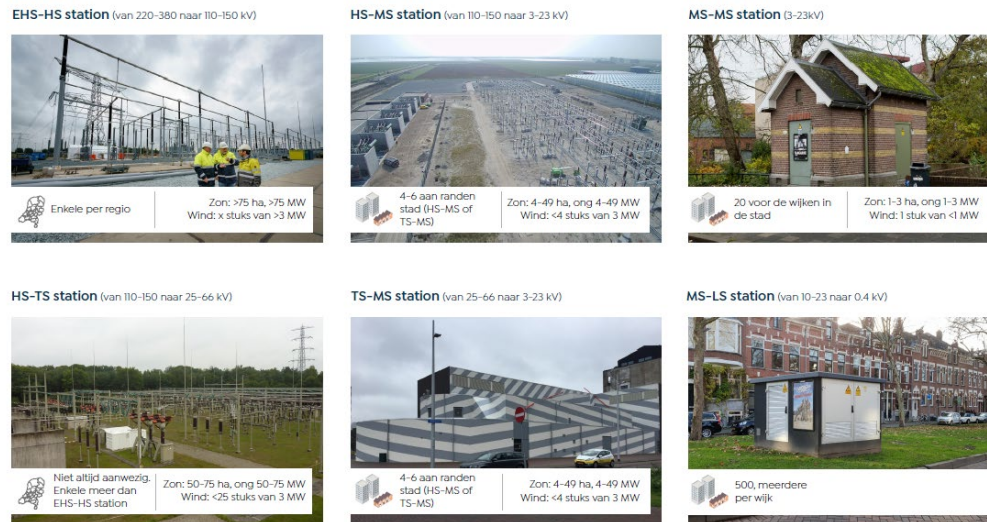 EHS-HS station (van 220-380 naar 110-150 kV)
Enkele per regio
Zon: >75 ha, >75 MW
Wind: x stuks van >3 MW
HS-MS station (van 110-150 naar 3-23 kV)
4-6 aan randen
stad (HS-MS of
TS-MS)
Zon: 4-49 ha, ong 4-49 MW
Wind: <4 stuks van 3 MW
MS-MS station (3-23kV)
20 voor de wijken in
de stad
Zon: 1-3 ha, ong 1-3 MW
Wind: 1 stuk van <1 MW
HS-TS station (van 110-150 naar 25-66 kV)
Niet altijd aanwezig.
Enkele meer dan
EHS-HS station
Zon: 50-75 ha, ong 50-75 MW
Wind: <25 stuks van 3 MW
TS-MS station (van 25-66 naar 3-23 kV)
4-6 aan randen
stad (HS-MS of
TS-MS)
Zon: 4-49 ha, 4-49 MW
Wind: <4 stuks van 3 MW
MS-LS station (van 10-23 naar 0.4 kV)
500, meerdere
per wijk